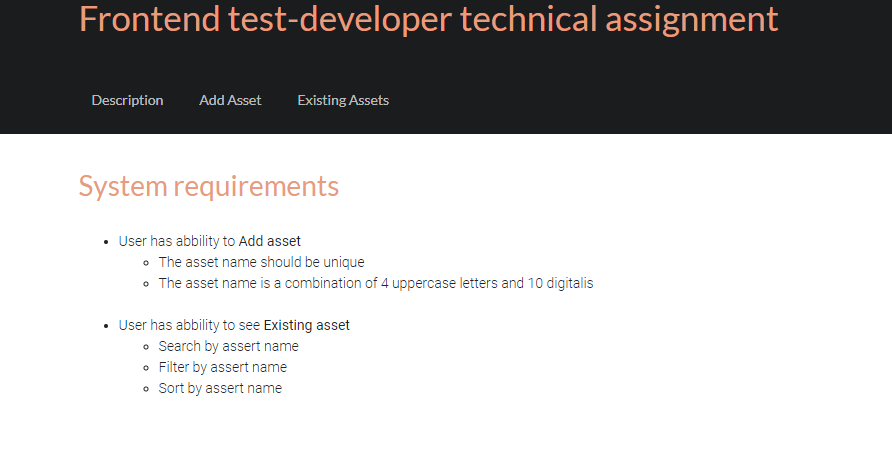 Frontend test-developer technical assignment
Description Add Asset Existing Assets
System requirements
User has abbility to Add asset
The asset name should be unique
The asset name is a combination of 4 uppercase letters and 10 digitalis
User has abbility to see Existing asset
Search by assert name
Filter by assert name
Sort by assert name